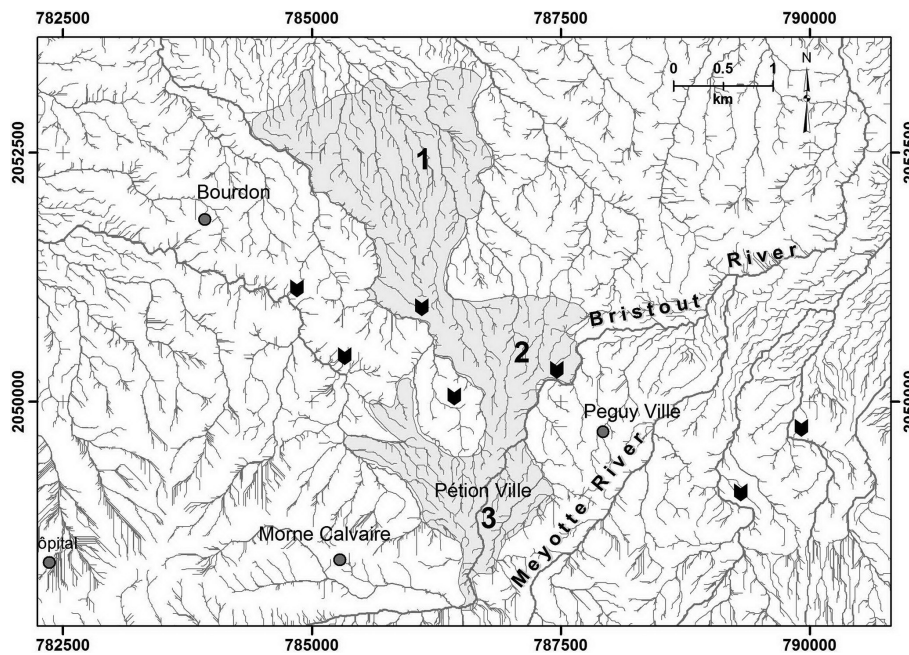 782500 785000 787500 790000
N
0 0.5 1
km
2052500 2052500
1
Bourdon
Bristout River
2
2050000 2050000
Peguy Ville
Pétion Ville
3
Meyotte River
Morne Calvaire
ôpital
782500 785000 787500 790000